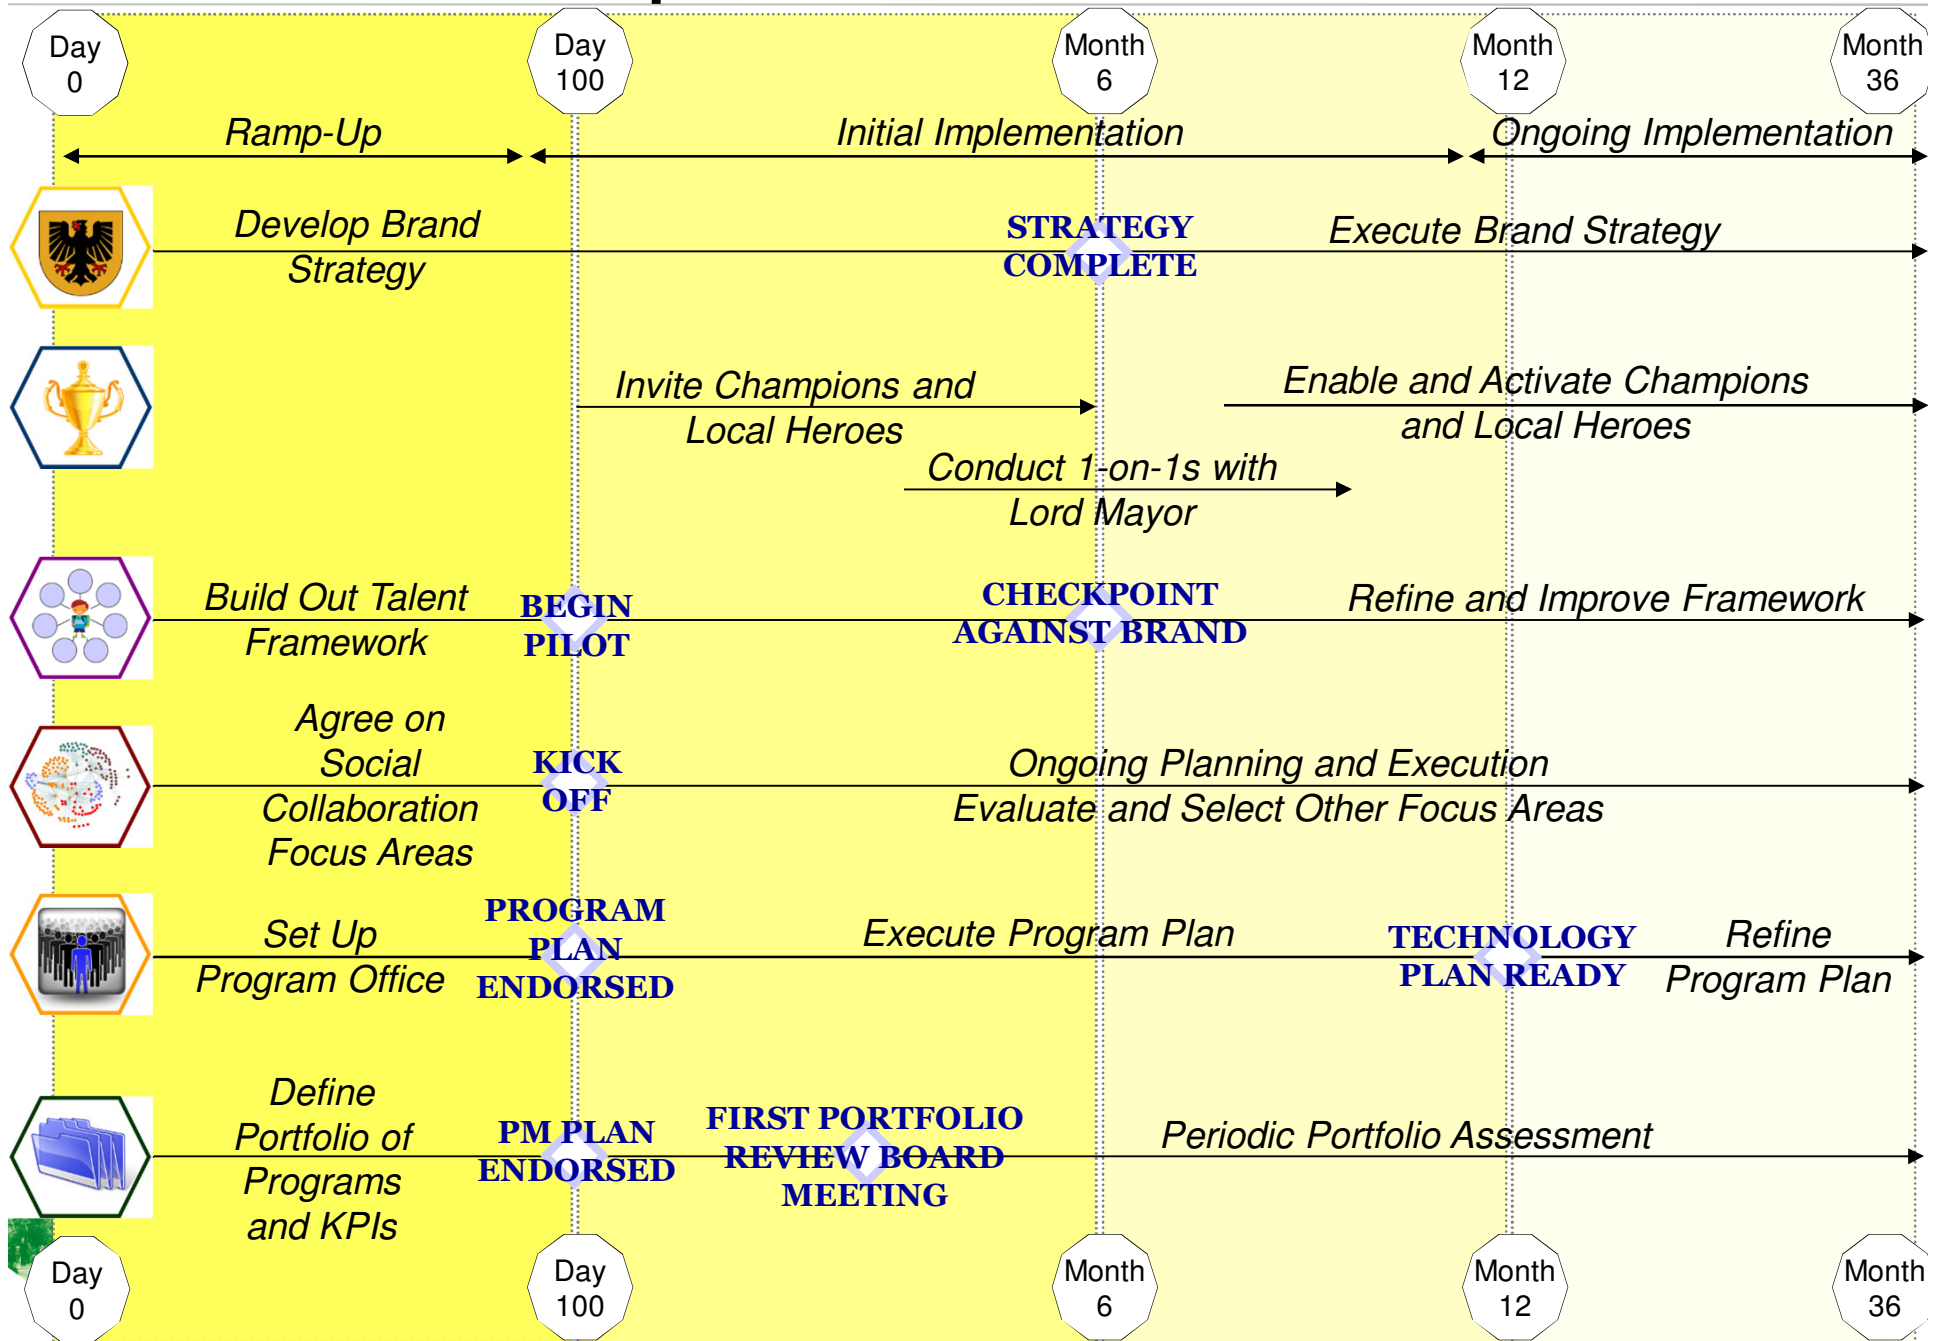 Day
0
Day
100
Month
6
Month
12
Month
36
Ramp-Up
Initial Implementation
Ongoing Implementation
Develop Brand
Strategy
STRATEGY
COMPLETE
Execute Brand Strategy
Invite Champions and
Local Heroes
Enable and Activate Champions
and Local Heroes
Conduct 1-on-1s with
Lord Mayor
Build Out Talent
Framework
BEGIN
PILOT
CHECKPOINT
AGAINST BRAND
Refine and Improve Framework
Agree on
Social
Collaboration
Focus Areas
KICK
OFF
Ongoing Planning and Execution
Evaluate and Select Other Focus Areas
Set Up
Program Office
PROGRAM
PLAN
ENDORSED
Execute Program Plan
TECHNOLOGY
PLAN READY
Refine
Program Plan
Define
Portfolio of
Programs
and KPIs
PM PLAN
ENDORSED
FIRST PORTFOLIO
REVIEW BOARD
MEETING
Periodic Portfolio Assessment
Day
0
Day
100
Month
6
Month
12
Month
36